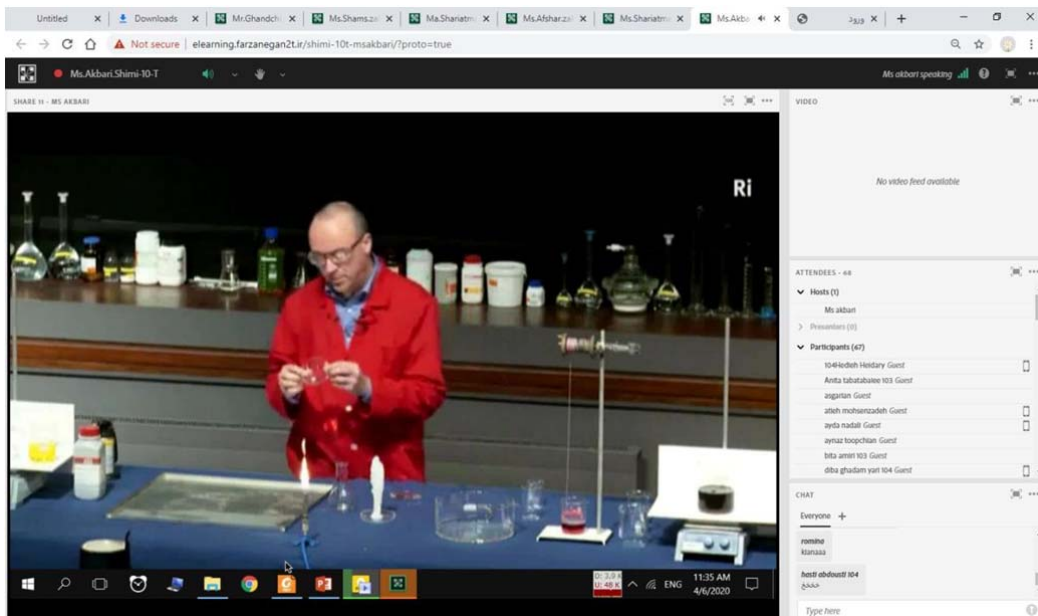 Untitled
Downloads
Mr.Ghandch
Ms.Shams.za
Ma.Shariatm
Ms.Afshar.za
Ms.Shariatm
Ms.Akba
ورود
Not secure | elearning.farzanegan2t.ir/shimi-10t-msakbari/?proto=true
Ms.Akbari.Shimi-10-T
Ms akbari speaking
SHARE 11 - MS AKBARI
Ri
D: 3,9 K
U: 48 K
ENG
11:35 AM
4/6/2020
VIDEO
No video feed available
ATTENDEES - 68
Hosts (1)
Ms akbari
Presenters (0)
Participants (67)
104Hedieh Heidary Guest
Anita tabatabaiee 103 Guest
asgarian Guest
atieh mohsenzadeh Guest
ayda nadali Guest
aynaz toopchian Guest
bita amiri 103 Guest
diba ghadam yari 104 Guest
CHAT
Everyone
romina
kianaaa
hasti abdousti 104
Type here